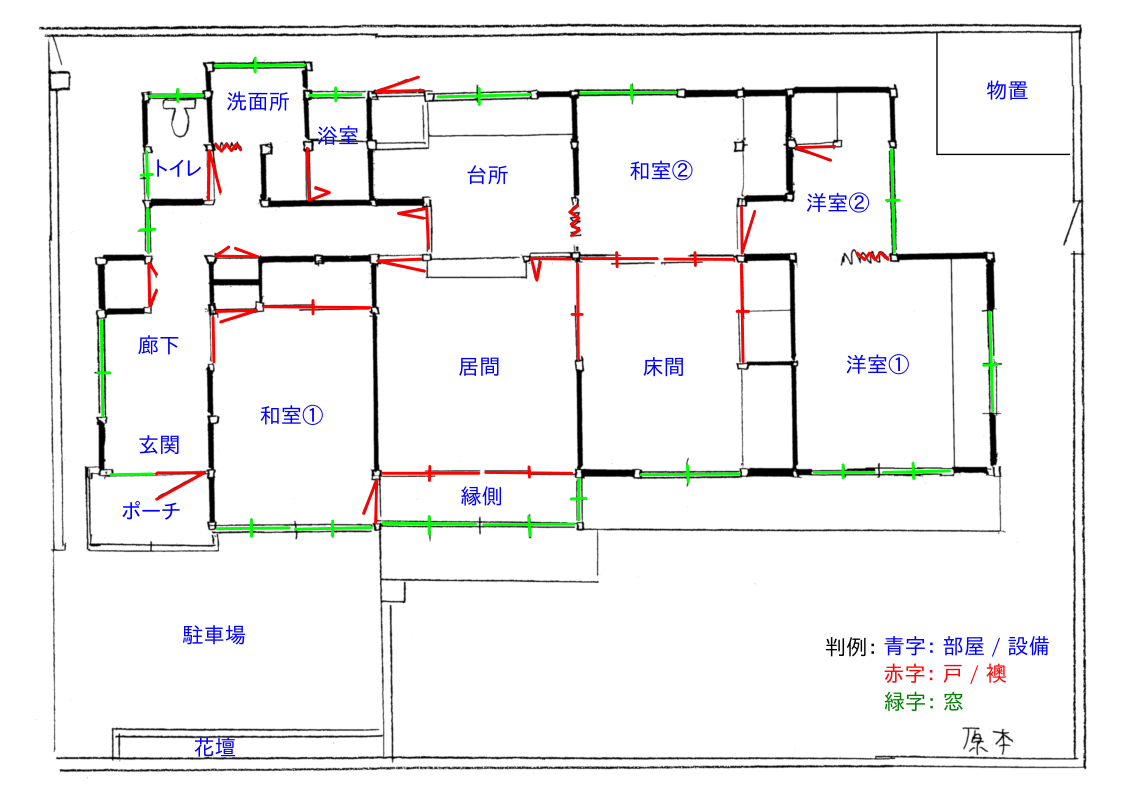 物置
洗面所
浴室
トイレ
台所
和室②
洋室②
廊下
居間
床間
洋室①
和室①
玄関
縁側
ポーチ
駐車場
判例：青字：部屋 / 設備
赤字：戸 / 襖
緑字：窓
原本
花壇